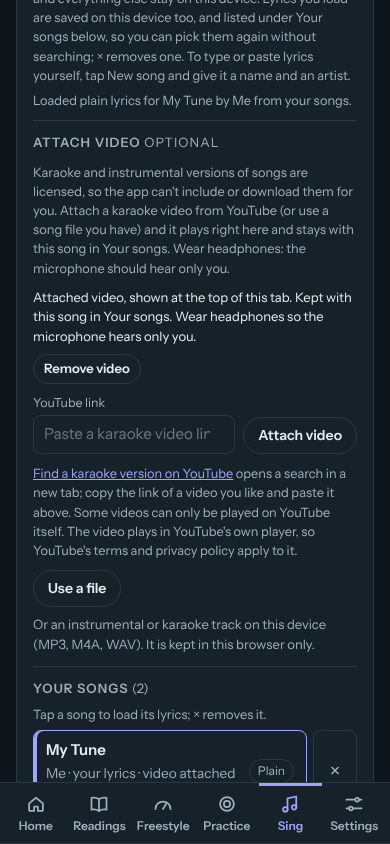 and everything else stay on this device. Lyrics you load
are saved on this device too, and listed under Your
songs below, so you can pick them again without
searching; × removes one. To type or paste lyrics
yourself, tap New song and give it a name and an artist.
Loaded plain lyrics for My Tune by Me from your songs.
ATTACH VIDEO OPTIONAL
Karaoke and instrumental versions of songs are
licensed, so the app can't include or download them for
you. Attach a karaoke video from YouTube (or use a
song file you have) and it plays right here and stays with
this song in Your songs. Wear headphones: the
microphone should hear only you.
Attached video, shown at the top of this tab. Kept with
this song in Your songs. Wear headphones so the
microphone hears only you.
Remove video
YouTube link
Paste a karaoke video lir
Attach video
Find a karaoke version on YouTube opens a search in a
new tab; copy the link of a video you like and paste it
above. Some videos can only be played on YouTube
itself. The video plays in YouTube's own player, so
YouTube's terms and privacy policy apply to it.
Use a file
Or an instrumental or karaoke track on this device
(MP3, M4A, WAV). It is kept in this browser only.
YOUR SONGS (2)
Tap a song to load its lyrics; × removes it.
My Tune
Me · your lyrics · video attached
Plain
×
Home Readings Freestyle Practice Sing Settings